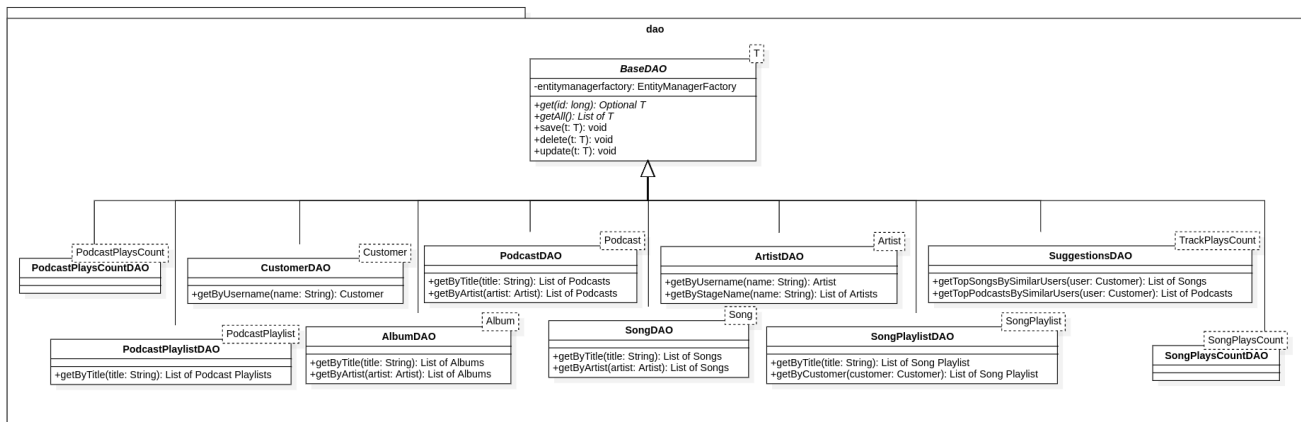 dao
T
BaseDAO
-entitymanagerfactory: EntityManagerFactory
+get(id: long): Optional T
+getAll(): List of T
+save(t: T): void
+delete(t: T): void
+update(t: T): void
PodcastPlaysCount
PodcastPlaysCountDAO
Customer
CustomerDAO
+getByUsername(name: String): Customer
Podcast
PodcastDAO
+getByTitle(title: String): List of Podcasts
+getByArtist(artist: Artist): List of Podcasts
Artist
ArtistDAO
+getByUsername(name: String): Artist
+getByStageName(name: String): List of Artists
TrackPlaysCount
SuggestionsDAO
+getTopSongsBySimilarUsers(user: Customer): List of Songs
+getTopPodcastsBySimilarUsers(user: Customer): List of Podcasts
PodcastPlaylist
PodcastPlaylistDAO
+getByTitle(title: String): List of Podcast Playlists
Album
AlbumDAO
+getByTitle(title: String): List of Albums
+getByArtist(artist: Artist): List of Albums
Song
SongDAO
+getByTitle(title: String): List of Songs
+getByArtist(artist: Artist): List of Songs
SongPlaylist
SongPlaylistDAO
+getByTitle(title: String): List of Song Playlist
+getByCustomer(customer: Customer): List of Song Playlist
SongPlaysCount
SongPlaysCountDAO